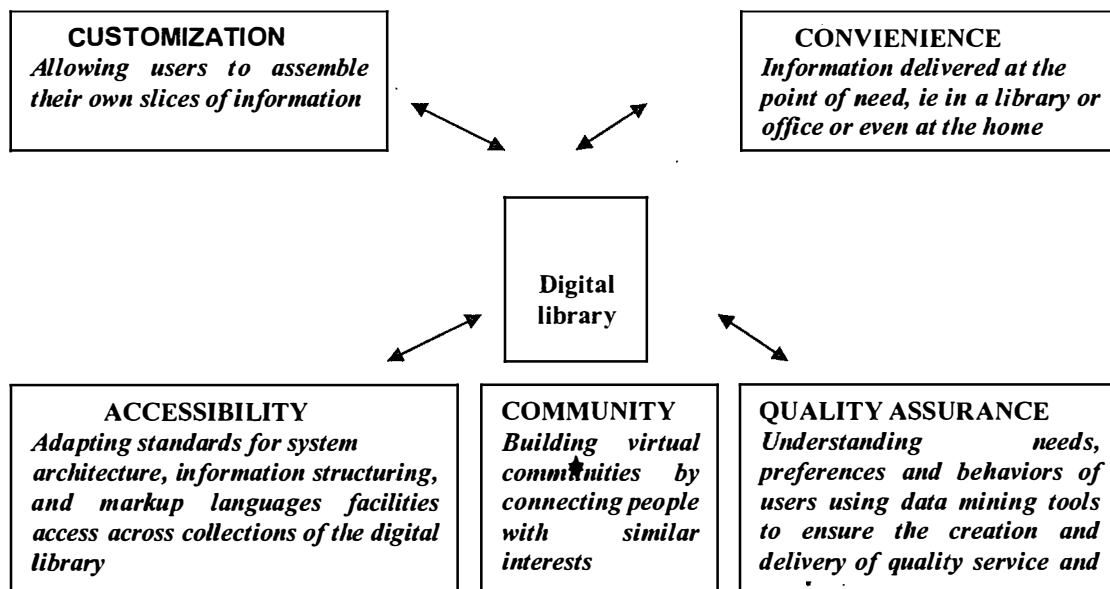 CUSTOMIZATION
Allowing users to assemble
their own slices of information
CONVIENIENCE
Information delivered at the
point of need, ie in a library or
office or even at the home
Digital
library
ACCESSIBILITY
Adapting standards for system
architecture, information structuring,
and markup languages facilities
access across collections of the digital
library
COMMUNITY
Building virtual
communities by
connecting people
with similar
interests
QUALITY ASSURANCE
Understanding needs,
preferences and behaviors of
users using data mining tools
to ensure the creation and
delivery of quality service and